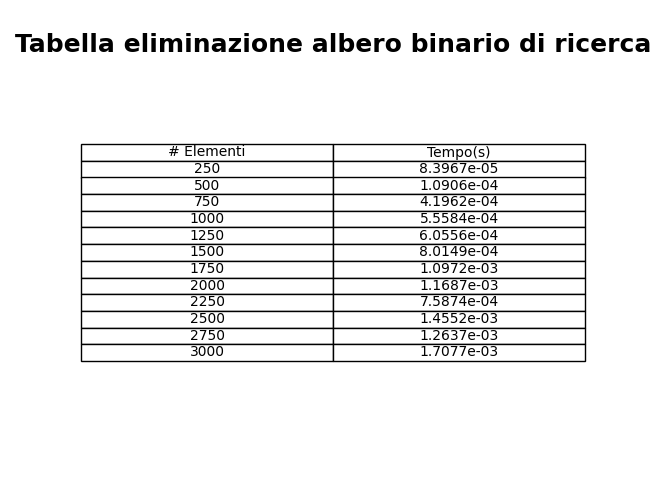 Tabella eliminazione albero binario di ricerca
# Elementi Tempo(s)
250 8.3967e-05
500 1.0906e-04
750 4.1962e-04
1000 5.5584e-04
1250 6.0556e-04
1500 8.0149e-04
1750 1.0972e-03
2000 1.1687e-03
2250 7.5874e-04
2500 1.4552e-03
2750 1.2637e-03
3000 1.7077e-03